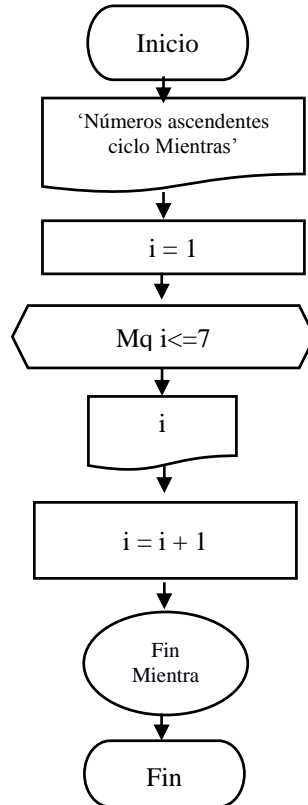 Inicio
‘Números ascendentes
ciclo Mientras’
i = 1
Mq i<=7
i
i = i + 1
Fin
Mientra
Fin